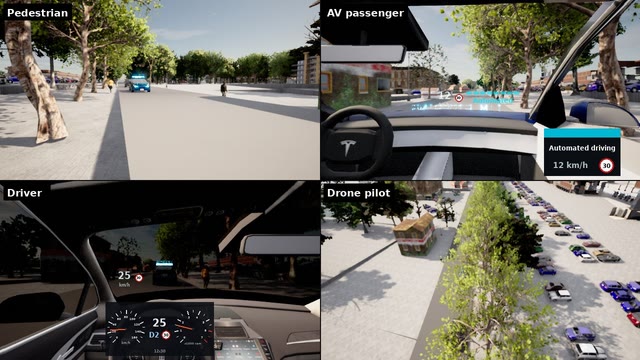 Pedestrian
AV passenger
Automated driving
12 km/h
30
Driver
25
km/h
25
D2
Drone pilot